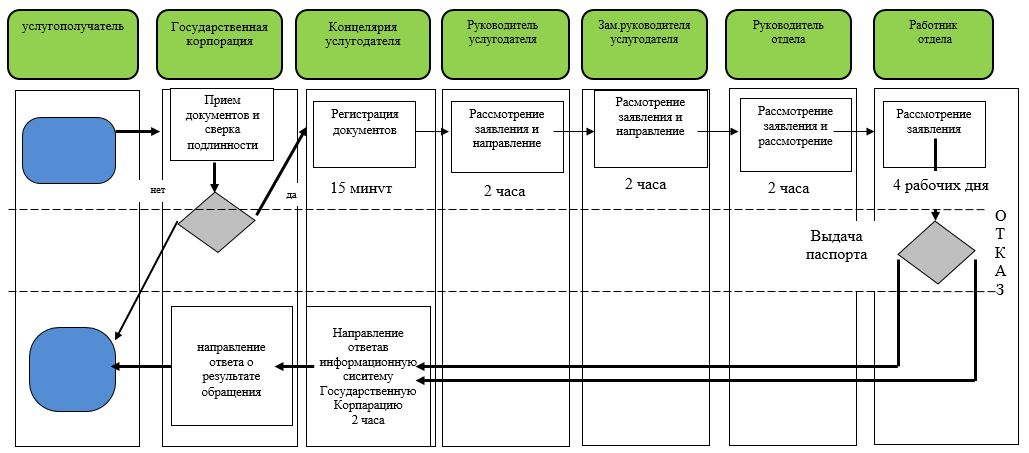 услугополучатель
Государственная
корпорация
Концелярия
услугодателя
Руководитель
услугодателя
Зам.руководителя
услугодателя
Руководитель
отдела
Работник
отдела
Прием
документов и
сверка
подлинности
Регистрация
документов
Рассмотрение
заявления и
направление
Расмотрение
заявления и
направление
Рассмотрение
заявления и
рассмотрение
Рассмотрение
заявления
нет
да
15 минут
2 часа
2 часа
2 часа
4 рабочих дня
Выдача
паспорта
О
Т
К
А
З
направление
ответа о
результате
обращения
Направление
ответав
информационную
сиситему
Государственную
Корпарацию
2 часа